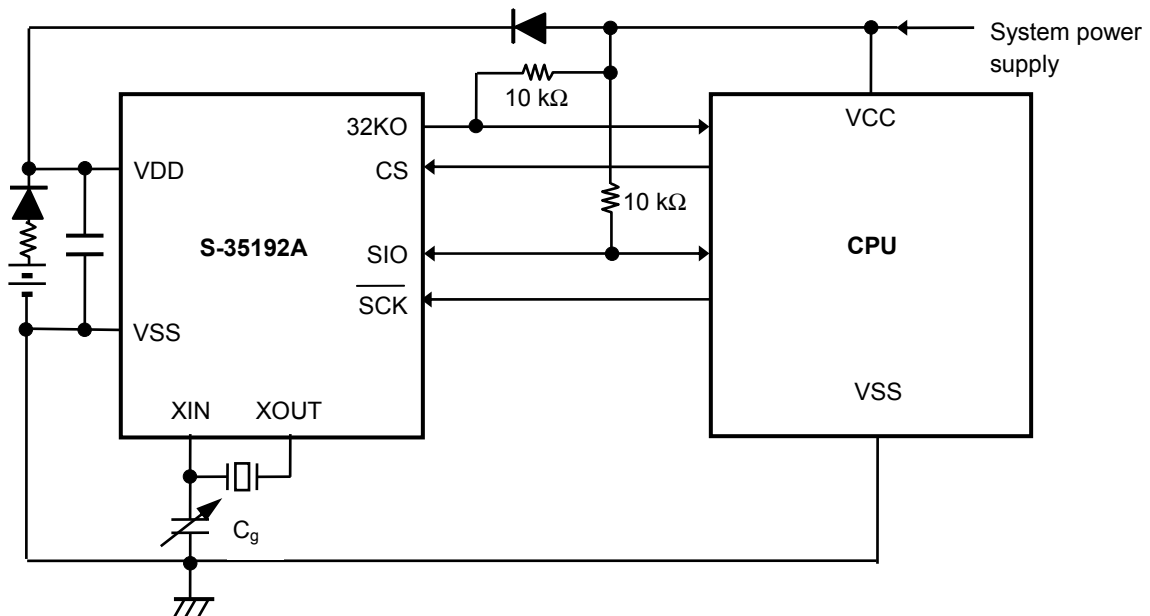 System power
supply
10 kΩ
32KO
VCC
VDD
CS
10 kΩ
S-35192A
SIO
CPU
SCK
VSS
VSS
XIN
XOUT
Cg